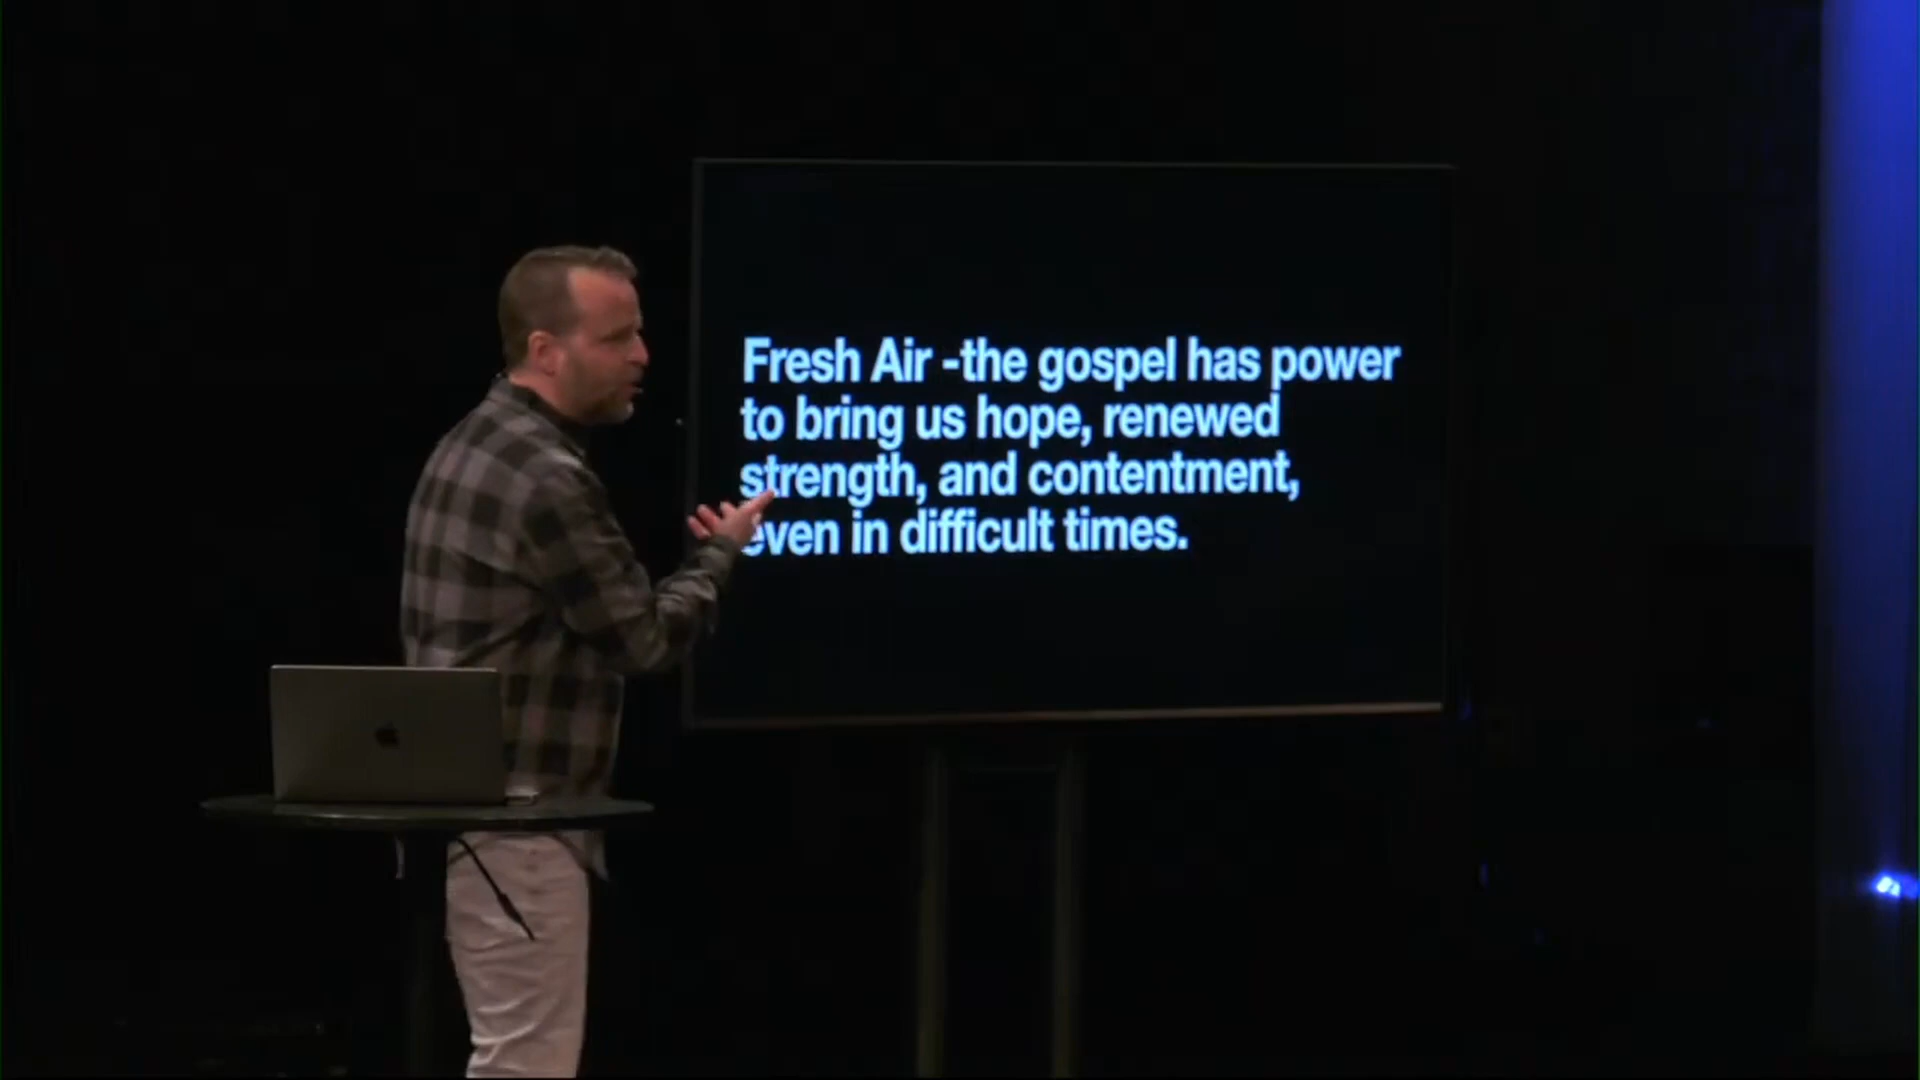 Fresh Air -the gospel has power
to bring us hope, renewed
strength, and contentment,
even in difficult times.